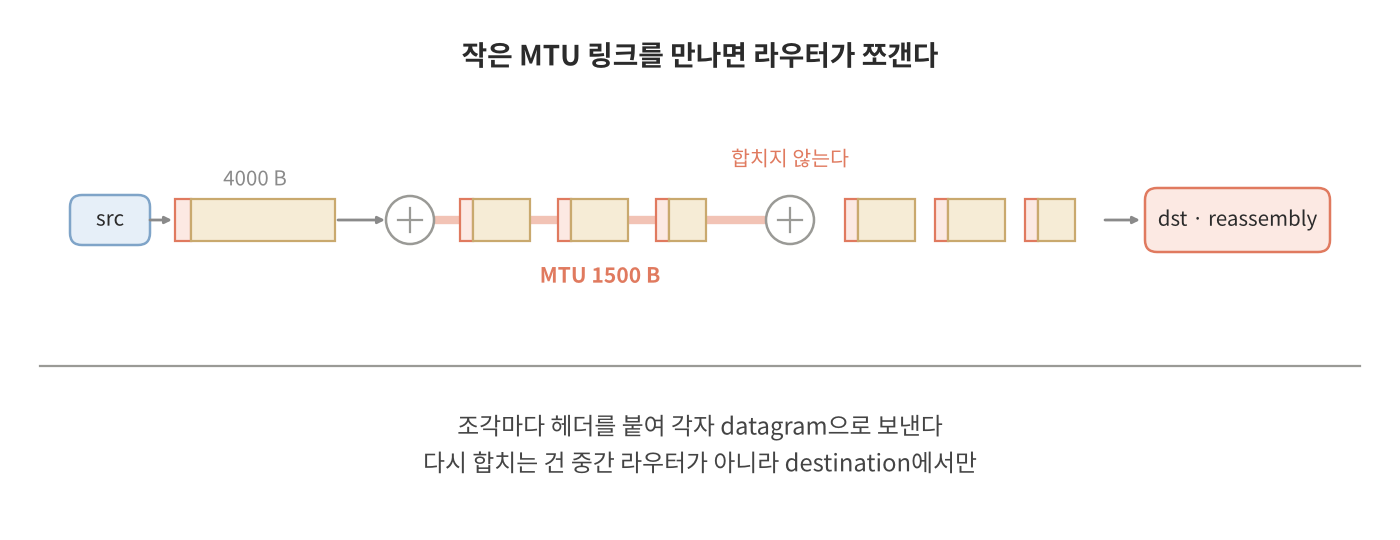 작은 MTU 링크를 만나면 라우터가 쪼갠다
합치지 않는다
4000 B
src
dst · reassembly
MTU 1500 B
조각마다 헤더를 붙여 각자 datagram으로 보낸다
다시 합치는 건 중간 라우터가 아니라 destination에서만